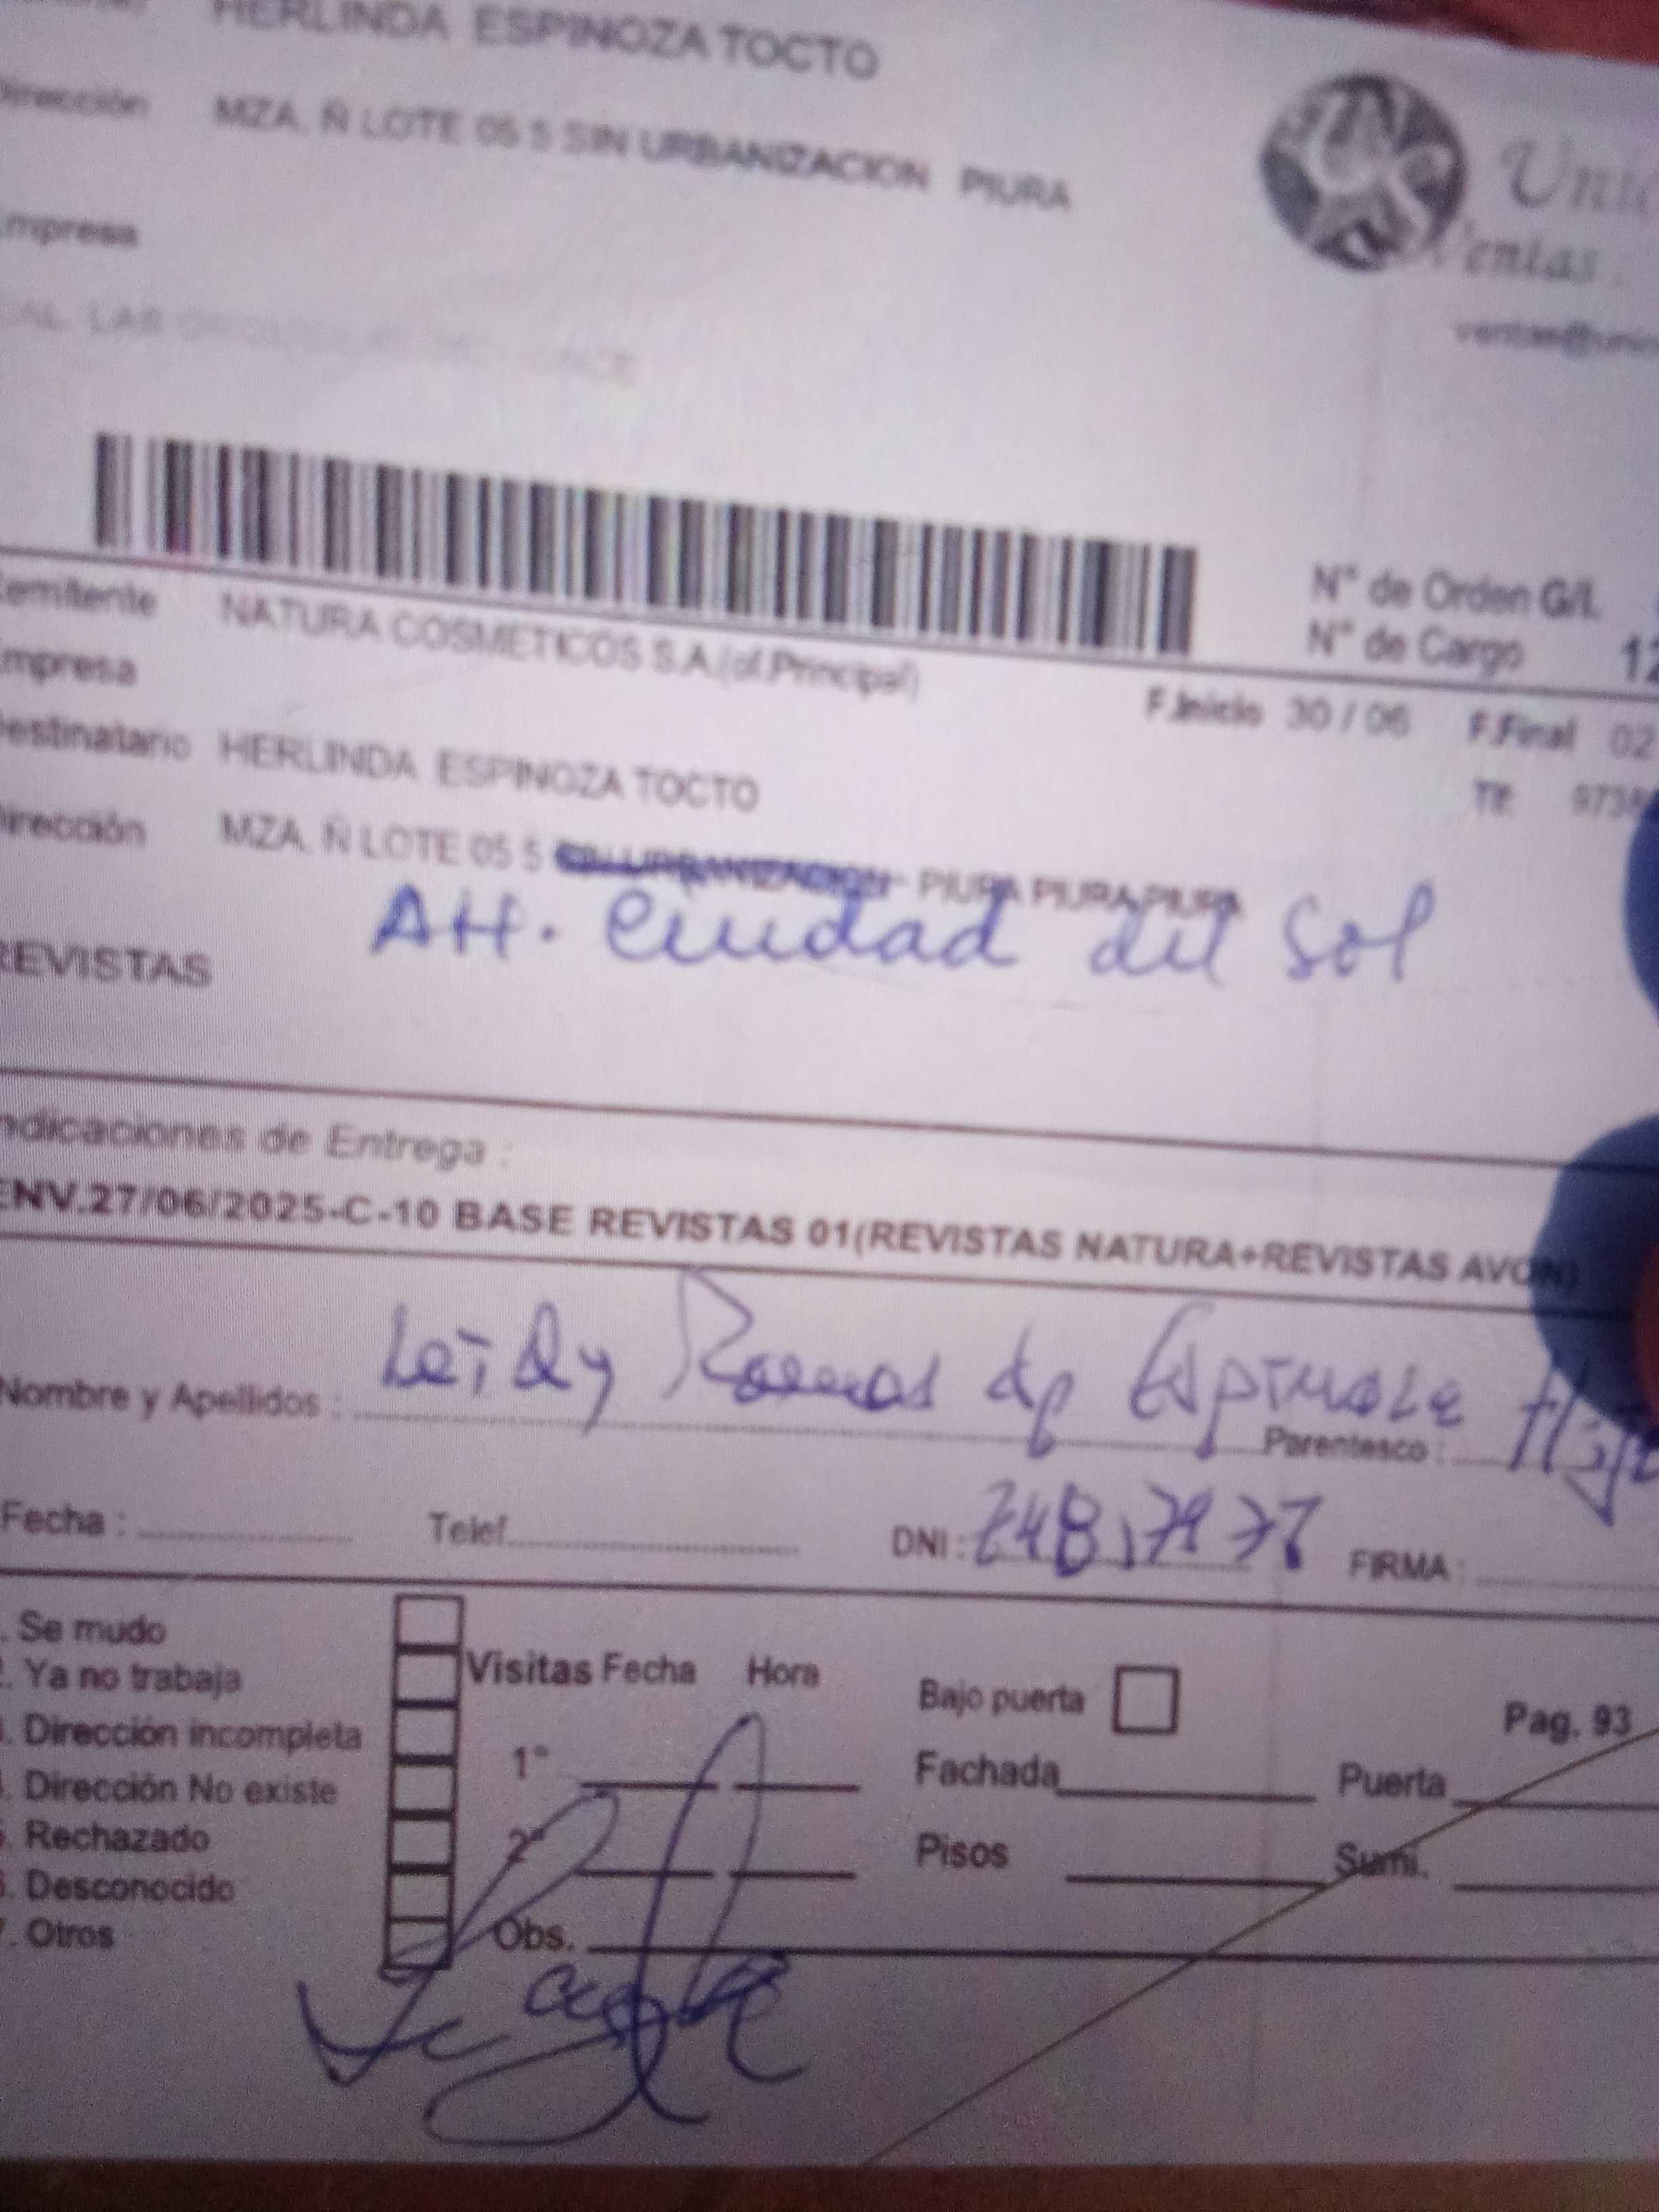 HERLINDA ESPINOZA TOCTO
Dirección MZA. Ñ LOTE 05 5 SIN URBANIZACION PIURA
Empresa
Ventas
N° de Orden G/I.
N° de Cargo 12
Remitente NATURA COSMETICOS S.A.(of.Principal)
Empresa
F.Inicio 30 / 06 F.Final 02
Destinatario HERLINDA ESPINOZA TOCTO
Tlf:
Dirección MZA. Ñ LOTE 05 5 URBANIZACION PIURA PIURA PIURA
AH. Ciudad del Sol
REVISTAS
Indicaciones de Entrega :
ENV.27/06/2025-C-10 BASE REVISTAS 01(REVISTAS NATURA+REVISTAS AVON)
Nombre y Apellidos : Leidy
Parentesco : Hija
Fecha : Telef. DNI : FIRMA :
Se mudo
Ya no trabaja
Dirección incompleta
Dirección No existe
Rechazado
Desconocido
Otros
Visitas Fecha Hora
1°
2°
Obs.
Bajo puerta
Pag. 93
Fachada Puerta
Pisos Sumi.